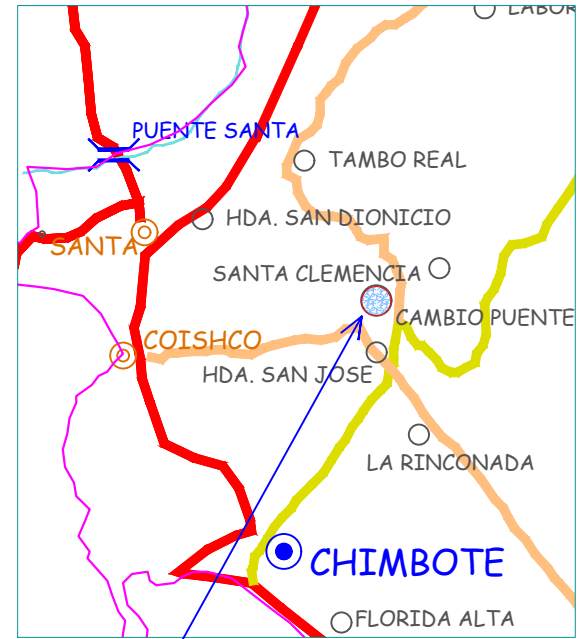 PUENTE SANTA
TAMBO REAL
HDA. SAN DIONICIO
SANTA
SANTA CLEMENCIA
CAMBIO PUENTE
COISHCO
HDA. SAN JOSE
LA RINCONADA
CHIMBOTE
FLORIDA ALTA